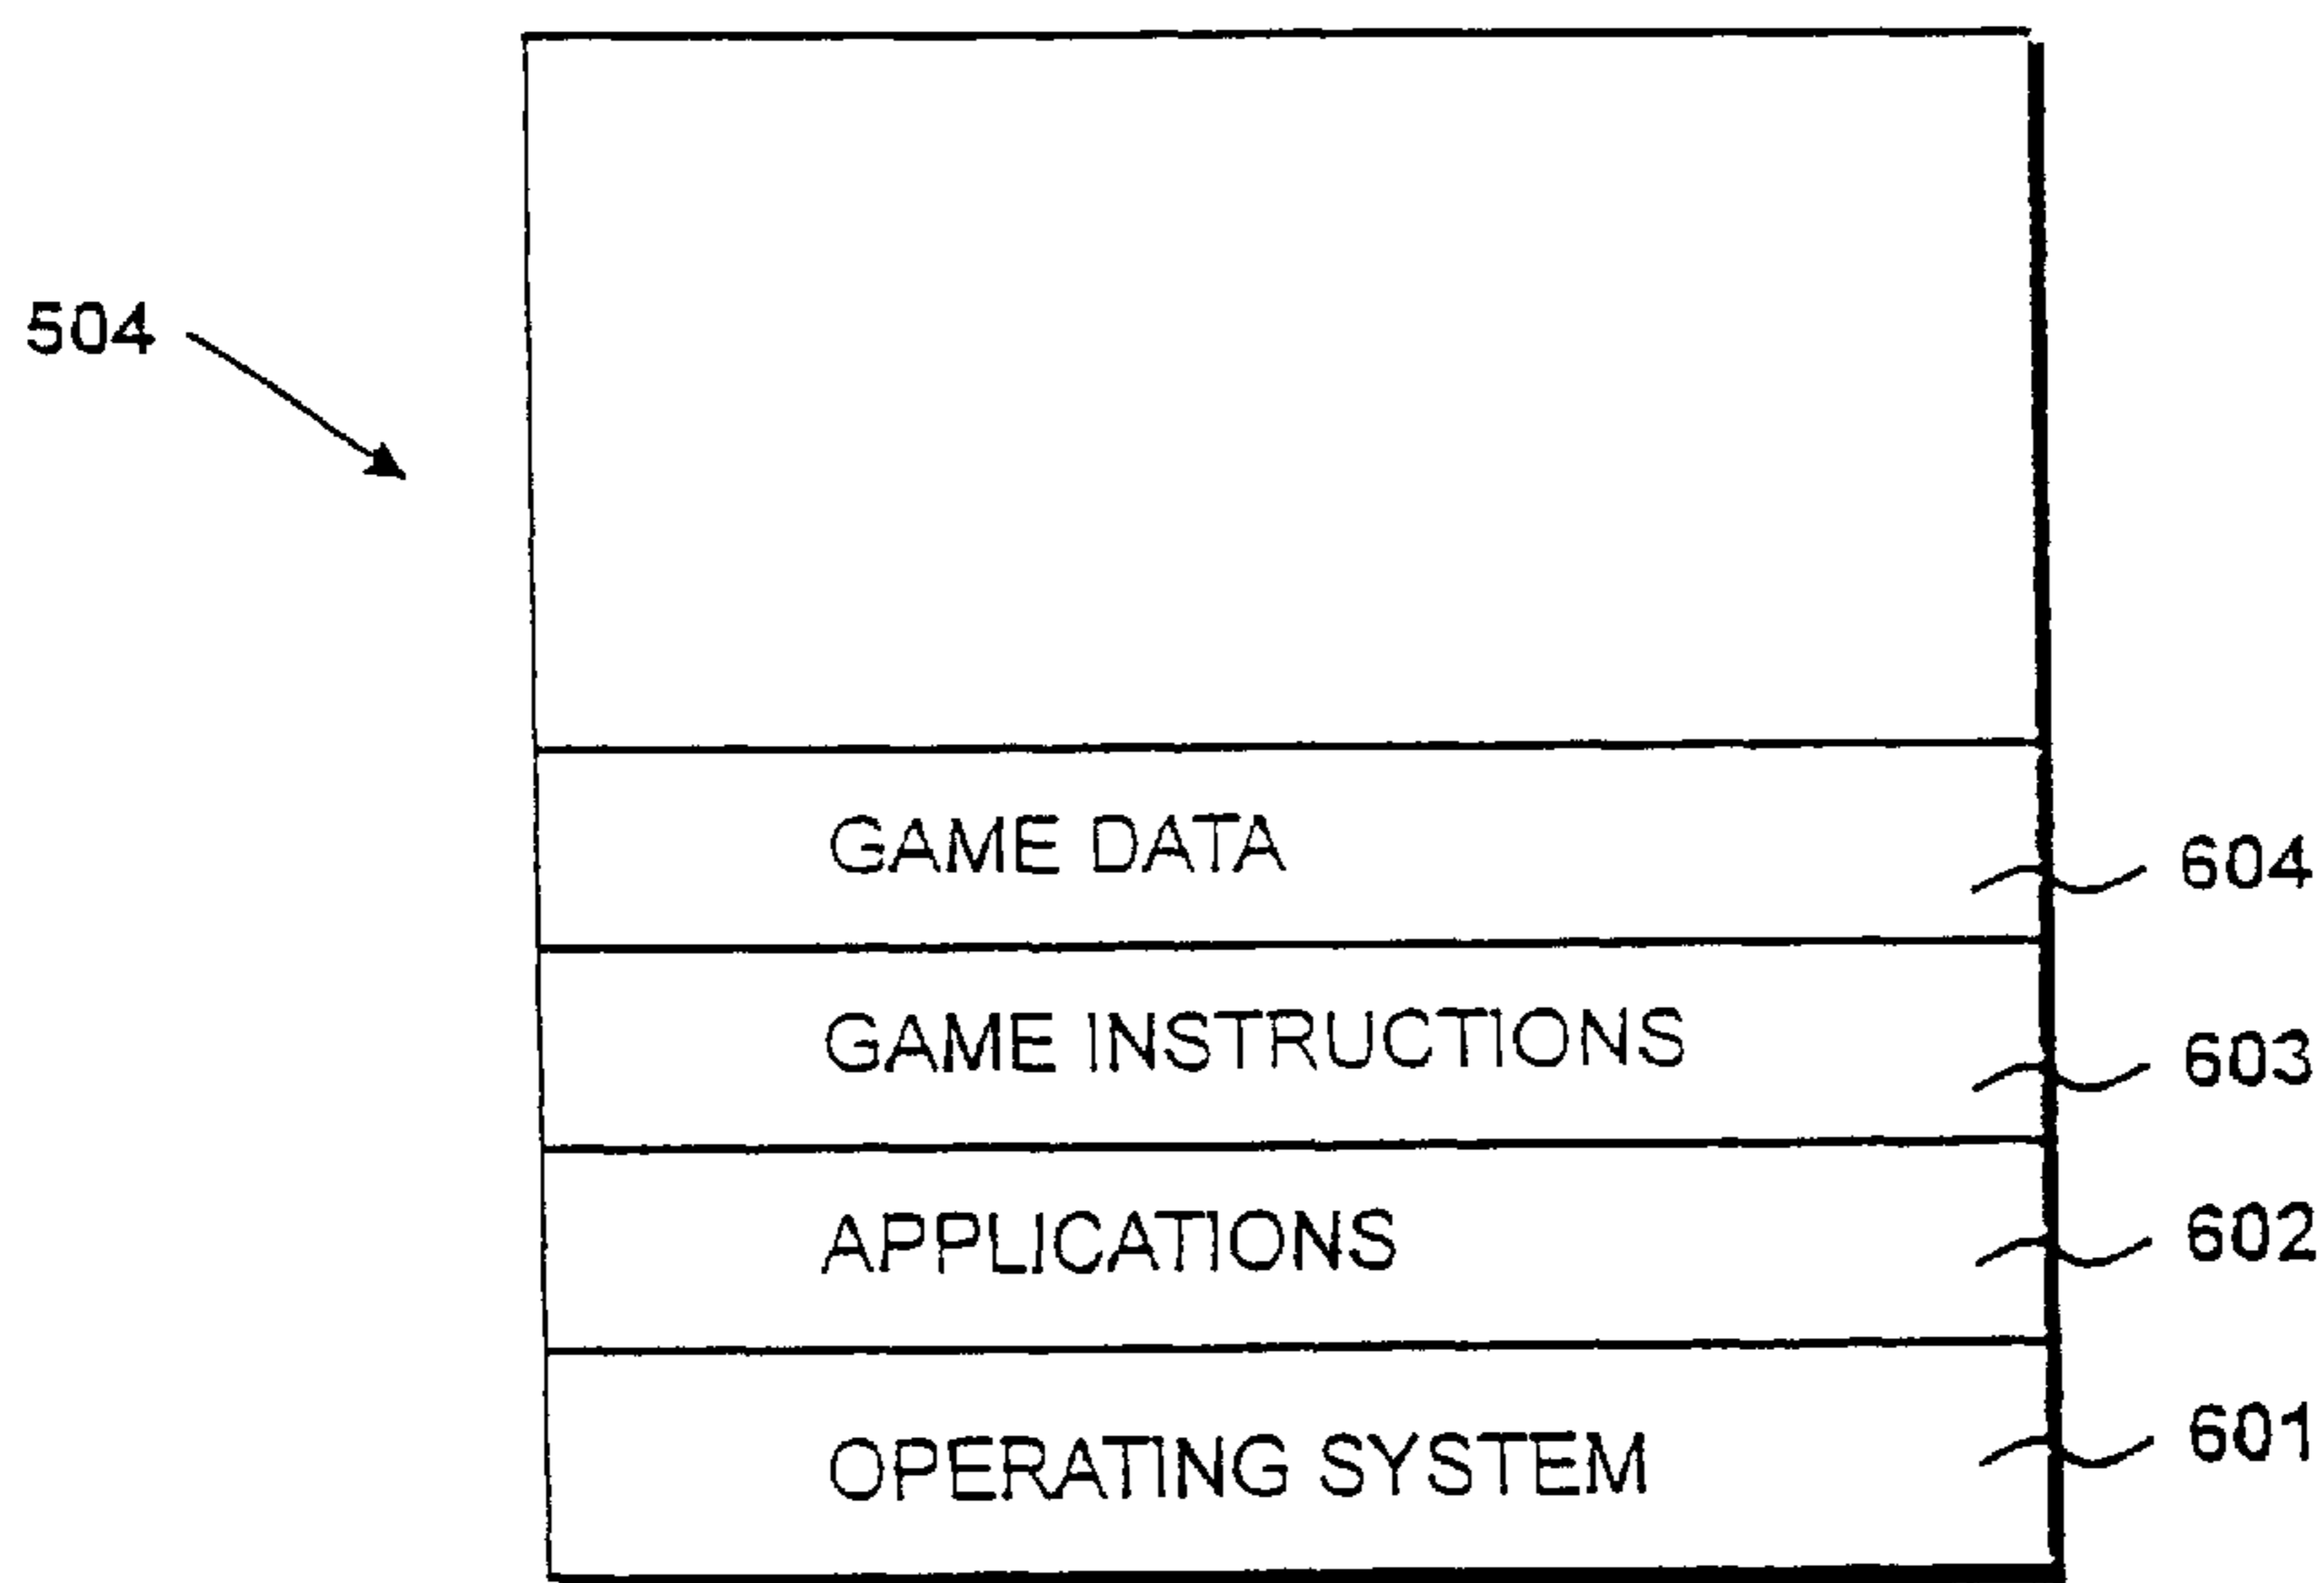 504
GAME DATA
604
GAME INSTRUCTIONS
603
APPLICATIONS
602
OPERATING SYSTEM
601